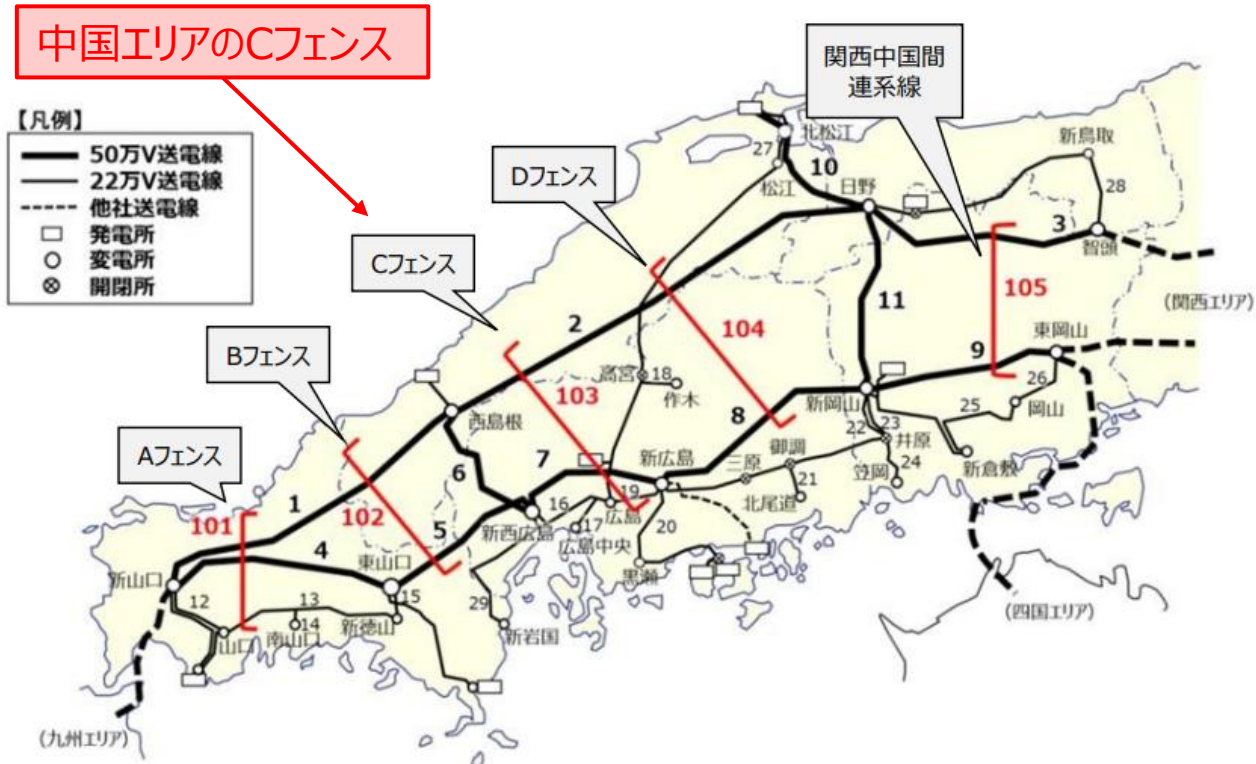 中国エリアのCフェンス
関西中国間
連系線
【凡例】
50万V送電線
22万V送電線
他社送電線
発電所
変電所
開閉所
北松江
新鳥取
27
10
松江
日野
28
Dフェンス
3
智頭
Cフェンス
(関西エリア)
2
11
105
104
東岡山
Bフェンス
9
高宮
18
作木
103
新岡山
26
岡山
西島根
8
25
22
23
井原
Aフェンス
7
新広島
御調
三原
24
新倉敷
6
21
笠岡
北尾道
101
1
102
16
19
広島
5
新西広島
17
広島中央
20
4
東山口
黒瀬
新山口
(四国エリア)
12
13
15
29
14
山口
南山口
新徳山
新岩国
(九州エリア)